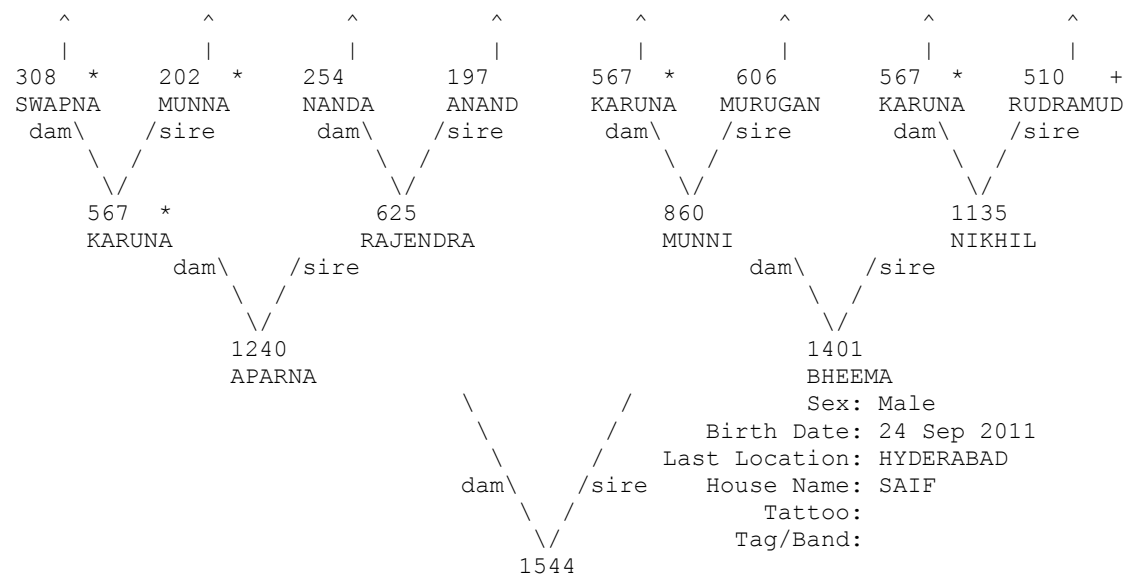 ^ ^ ^ ^ ^ ^ ^ ^
| | | | | | | |
308 * 202 * 254 197 567 * 606 567 * 510 +
SWAPNA MUNNA NANDA ANAND KARUNA MURUGAN KARUNA RUDRAMUD
dam\ /sire dam\ /sire dam\ /sire dam\ /sire
\ / \ / \ / \ /
\/ \/ \/ \/
567 * 625 860 1135
KARUNA RAJENDRA MUNNI NIKHIL
dam\ /sire dam\ /sire
\ / \ /
\/ \/
1240 1401
APARNA BHEEMA
\ / Sex: Male
\ / Birth Date: 24 Sep 2011
\ / Last Location: HYDERABAD
dam\ /sire House Name: SAIF
\ / Tattoo:
\/ Tag/Band:
1544